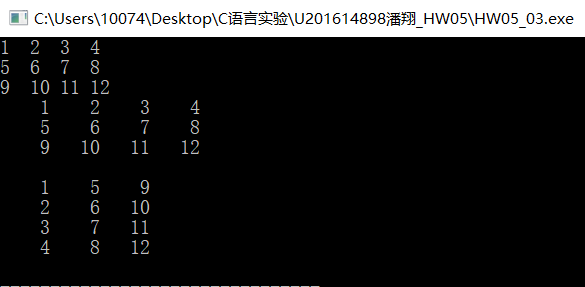 C:\Users\10074\Desktop\C语言实验\U201614898潘翔_HW05\HW05_03.exe
1  2  3  4
5  6  7  8
9  10 11 12
    1    2    3    4
    5    6    7    8
    9   10   11   12

    1    5    9
    2    6   10
    3    7   11
    4    8   12

--------------------------------